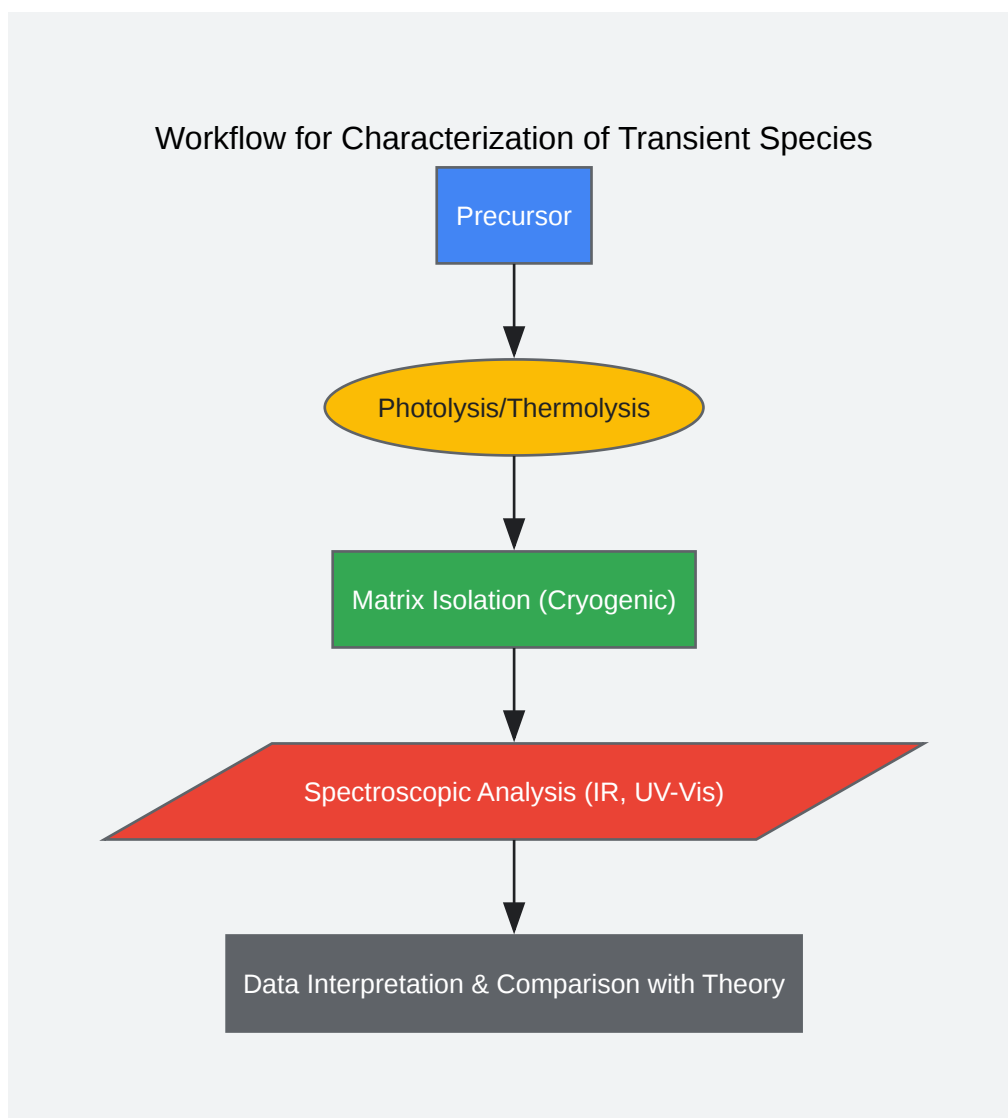 Workflow for Characterization of Transient Species
Precursor
Photolysis/Thermolysis
Matrix Isolation (Cryogenic)
Spectroscopic Analysis (IR, UV-Vis)
Data Interpretation & Comparison with Theory